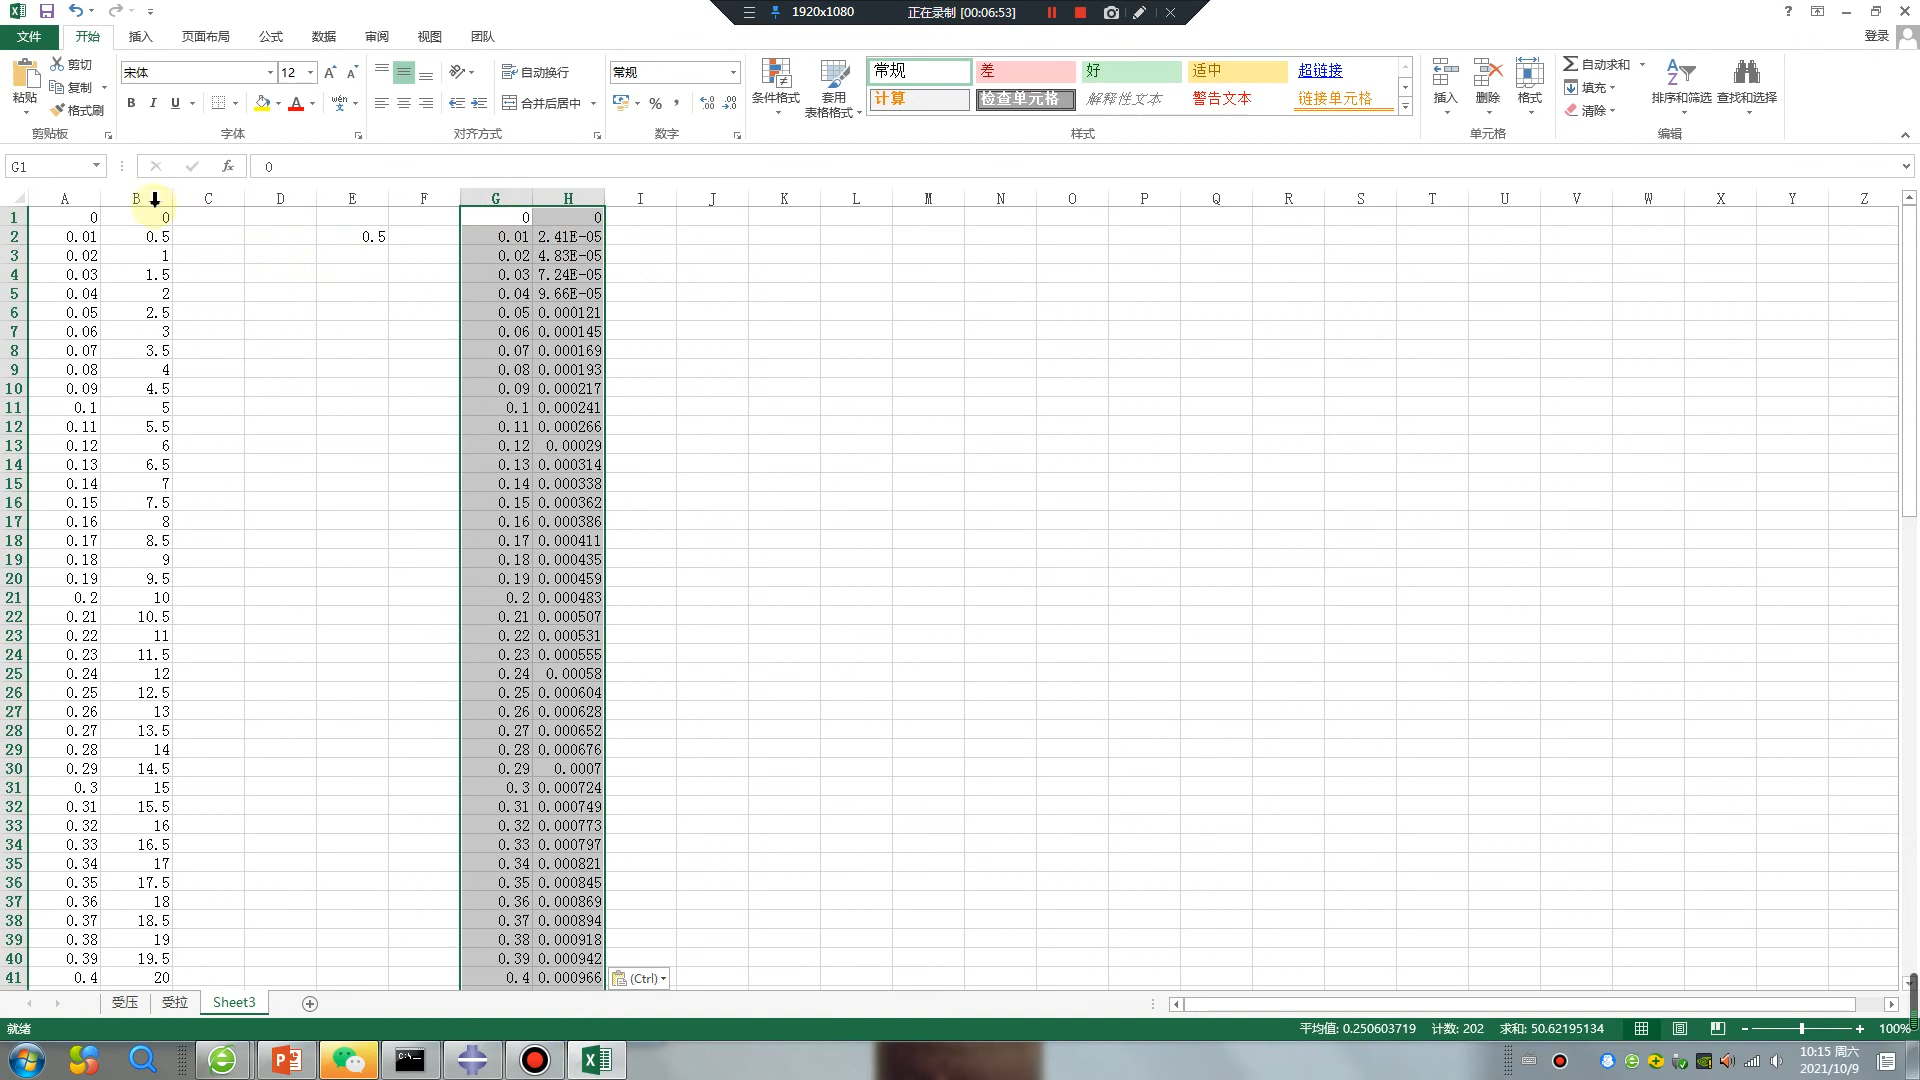 1920x1080 正在录制 [00:06:53]
文件 开始 插入 页面布局 公式 数据 审阅 视图 团队 登录
粘贴 剪切 复制 格式刷 剪贴板
宋体 12 字体
自动换行 合并后居中 对齐方式
常规 数字
条件格式 套用表格格式
常规 差 好 适中 超链接
计算 检查单元格 解释性文本 警告文本 链接单元格
样式
插入 删除 格式 单元格
自动求和 填充 清除 排序和筛选 查找和选择 编辑
G1 fx 0
A B C D E F G H I J K L M N O P Q R S T U V W X Y Z
1 0 0 0 0
2 0.01 0.5 0.5 0.01 2.41E-05
3 0.02 1 0.02 4.83E-05
4 0.03 1.5 0.03 7.24E-05
5 0.04 2 0.04 9.66E-05
6 0.05 2.5 0.05 0.000121
7 0.06 3 0.06 0.000145
8 0.07 3.5 0.07 0.000169
9 0.08 4 0.08 0.000193
10 0.09 4.5 0.09 0.000217
11 0.1 5 0.1 0.000241
12 0.11 5.5 0.11 0.000266
13 0.12 6 0.12 0.00029
14 0.13 6.5 0.13 0.000314
15 0.14 7 0.14 0.000338
16 0.15 7.5 0.15 0.000362
17 0.16 8 0.16 0.000386
18 0.17 8.5 0.17 0.000411
19 0.18 9 0.18 0.000435
20 0.19 9.5 0.19 0.000459
21 0.2 10 0.2 0.000483
22 0.21 10.5 0.21 0.000507
23 0.22 11 0.22 0.000531
24 0.23 11.5 0.23 0.000555
25 0.24 12 0.24 0.00058
26 0.25 12.5 0.25 0.000604
27 0.26 13 0.26 0.000628
28 0.27 13.5 0.27 0.000652
29 0.28 14 0.28 0.000676
30 0.29 14.5 0.29 0.0007
31 0.3 15 0.3 0.000724
32 0.31 15.5 0.31 0.000749
33 0.32 16 0.32 0.000773
34 0.33 16.5 0.33 0.000797
35 0.34 17 0.34 0.000821
36 0.35 17.5 0.35 0.000845
37 0.36 18 0.36 0.000869
38 0.37 18.5 0.37 0.000894
39 0.38 19 0.38 0.000918
40 0.39 19.5 0.39 0.000942
41 0.4 20 0.4 0.000966 (Ctrl)
受压 受拉 Sheet3
就绪 平均值: 0.250603719 计数: 202 求和: 50.62195134 100%
10:15 周六
2021/10/9